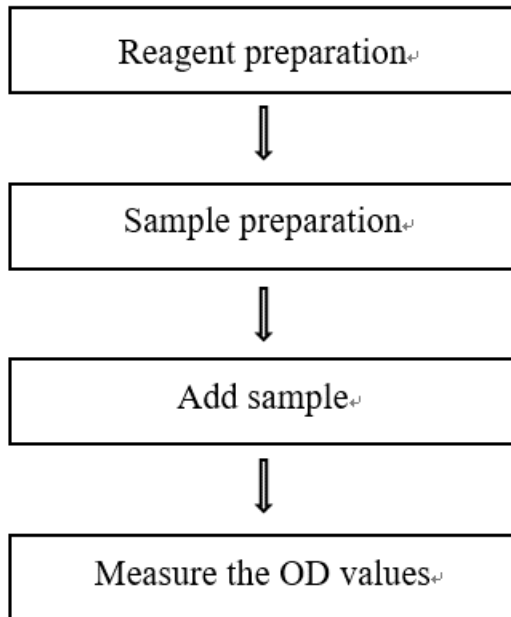 Reagent preparation↵
Sample preparation↵
Add sample↵
Measure the OD values↵